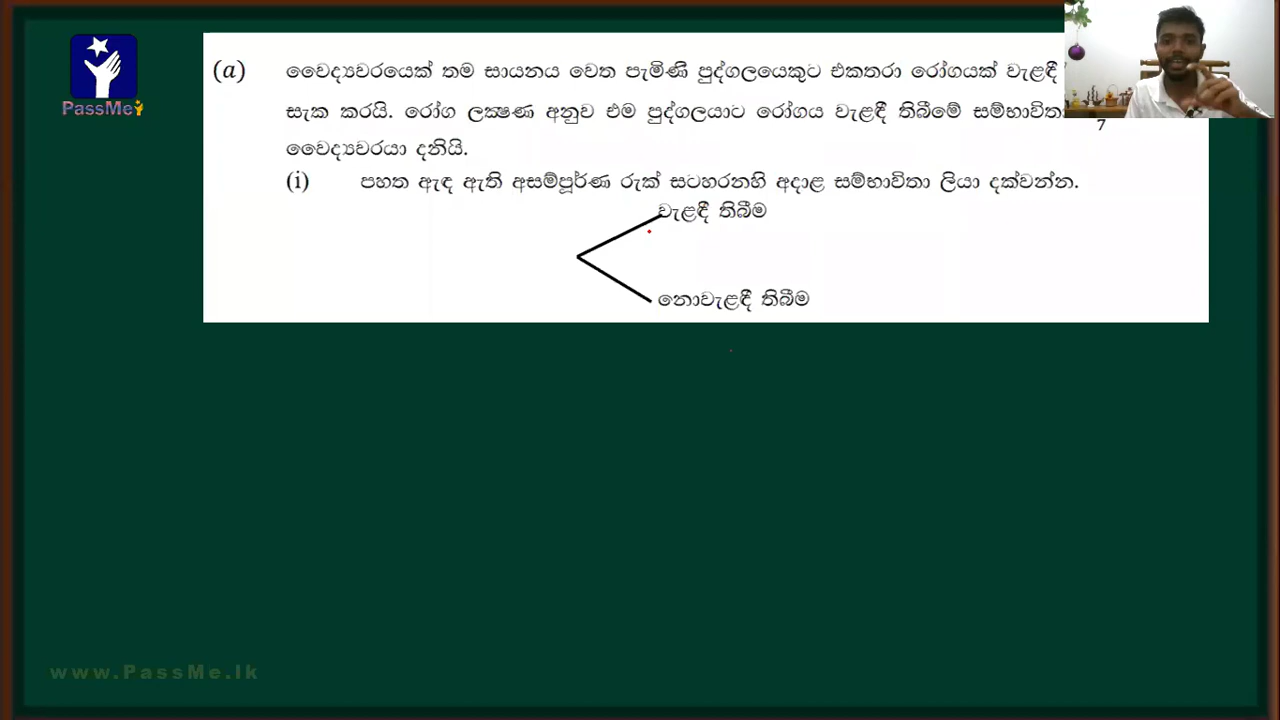 PassMe
(a) වෛද්‍යවරයෙක් තම සායනය වෙත පැමිණි පුද්ගලයෙකුට එකතරා රෝගයක් වැළඳී
සැක කරයි. රෝග ලක්ෂණ අනුව එම පුද්ගලයාට රෝගය වැළඳී තිබීමේ සම්භාවිතා
7
වෛද්‍යවරයා දනියි.
(i) පහත ඇඳ ඇති අසම්පූර්ණ රුක් සටහරනහි අදාළ සම්භාවිතා ලියා දක්වන්න.
වැළඳී තිබීම
නොවැළඳී තිබීම
www.PassMe.lk